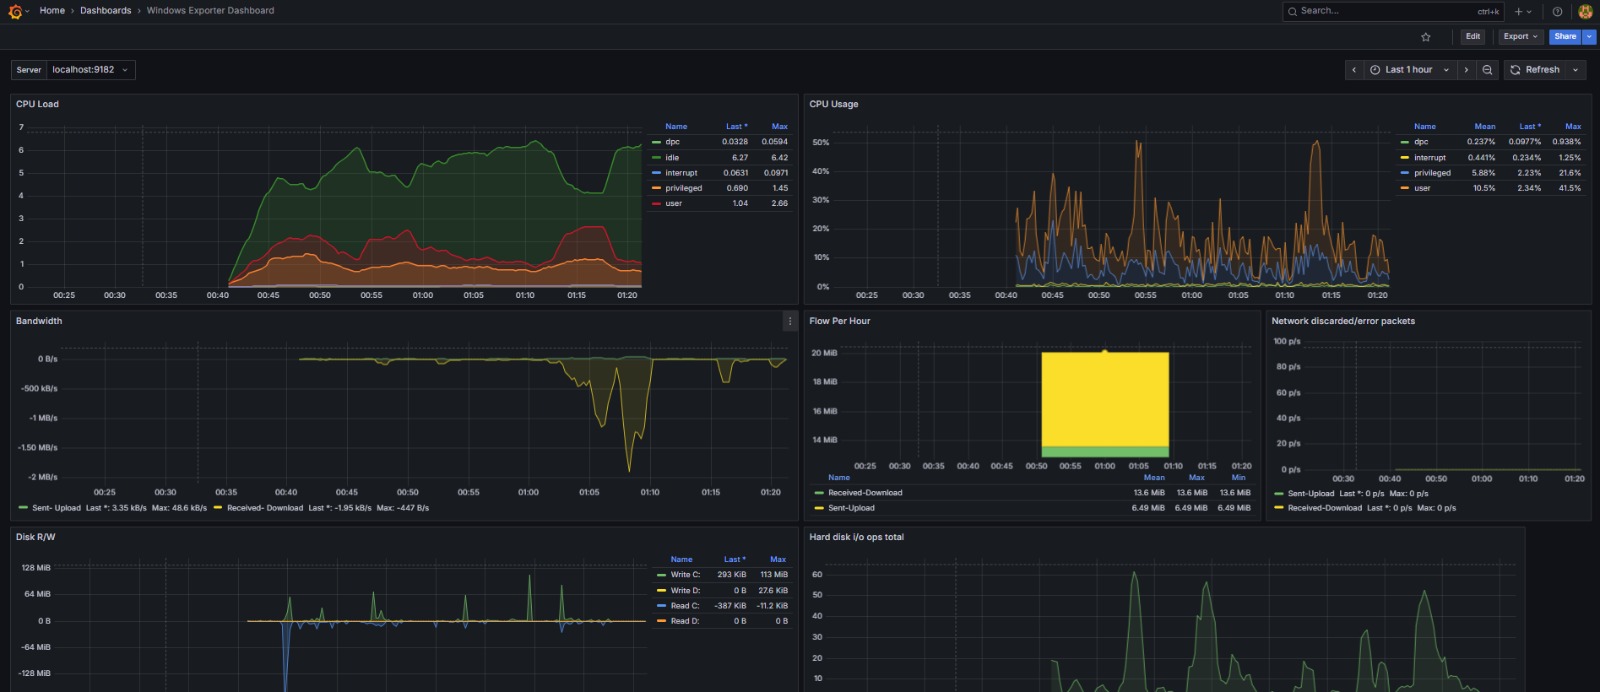 Home › Dashboards › Windows Exporter Dashboard
Search... ctrl+k
Edit Export Share
Server localhost:9182
Last 1 hour Refresh
CPU Load
7
6
5
4
3
2
1
0
00:25 00:30 00:35 00:40 00:45 00:50 00:55 01:00 01:05 01:10 01:15 01:20
Name Last * Max
dpc 0.0328 0.0594
idle 6.27 6.42
interrupt 0.0631 0.0971
privileged 0.690 1.45
user 1.04 2.66
CPU Usage
50%
40%
30%
20%
10%
0%
00:25 00:30 00:35 00:40 00:45 00:50 00:55 01:00 01:05 01:10 01:15 01:20
Name Mean Last * Max
dpc 0.237% 0.0977% 0.938%
interrupt 0.441% 0.234% 1.25%
privileged 5.88% 2.23% 21.6%
user 10.5% 2.34% 41.5%
Bandwidth
0 B/s
-500 kB/s
-1 MB/s
-1.50 MB/s
-2 MB/s
00:25 00:30 00:35 00:40 00:45 00:50 00:55 01:00 01:05 01:10 01:15 01:20
Sent- Upload Last *: 3.35 kB/s Max: 48.6 kB/s Received- Download Last *: -1.95 kB/s Max: -447 B/s
Flow Per Hour
20 MiB
18 MiB
16 MiB
14 MiB
00:25 00:30 00:35 00:40 00:45 00:50 00:55 01:00 01:05 01:10 01:15 01:20
Name Mean Max Min
Received-Download 13.6 MiB 13.6 MiB 13.6 MiB
Sent-Upload 6.49 MiB 6.49 MiB 6.49 MiB
Network discarded/error packets
100 p/s
80 p/s
60 p/s
40 p/s
20 p/s
0 p/s
00:30 00:40 00:50 01:00 01:10 01:20
Sent-Upload Last *: 0 p/s Max: 0 p/s
Received-Download Last *: 0 p/s Max: 0 p/s
Disk R/W
128 MiB
64 MiB
0 B
-64 MiB
-128 MiB
Name Last * Max
Write C: 293 KiB 113 MiB
Write D: 0 B 27.6 KiB
Read C: -387 KiB -11.2 KiB
Read D: 0 B 0 B
Hard disk i/o ops total
60
50
40
30
20
10